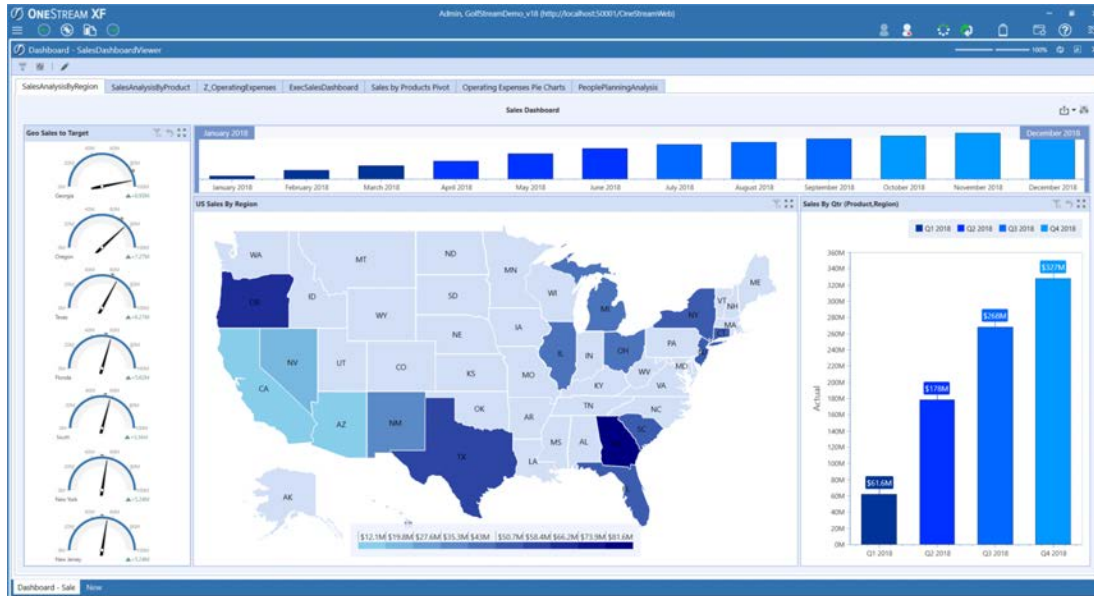 ONESTREAM XF
Admin, GolfStreamDemo_v18 (http://localhost:50001/OneStreamWeb)
Dashboard - SalesDashboardViewer
100%
SalesAnalysisByRegion SalesAnalysisByProduct Z_OperatingExpenses ExecSalesDashboard Sales by Products Pivot Operating Expenses Pie Charts PeoplePlanningAnalysis
Sales Dashboard
Geo Sales to Target
Georgia
Oregon
Texas
Florida
South
New York
New Jersey
January 2018 December 2018
January 2018 February 2018 March 2018 April 2018 May 2018 June 2018 July 2018 August 2018 September 2018 October 2018 November 2018 December 2018
US Sales By Region
WA MT ND MN ME
OR ID SD WI MI NY VT NH
WY IA MA
NE PA CT
NV UT CO IL IN OH MD
CA KS MO WV VA
KY
AZ NM OK AR TN NC
MS AL SC
TX LA
AK
$12.1M $19.8M $27.6M $35.3M $43M $50.7M $58.4M $66.2M $73.9M $81.6M
Sales By Qtr (Product,Region)
Q1 2018 Q2 2018 Q3 2018 Q4 2018
360M
340M
320M
300M
280M
260M
240M
220M
200M
180M
160M
140M
120M
100M
80M
60M
40M
20M
0M
Actual
$61.6M
$178M
$268M
$327M
Q1 2018 Q2 2018 Q3 2018 Q4 2018
Dashboard - Sale New